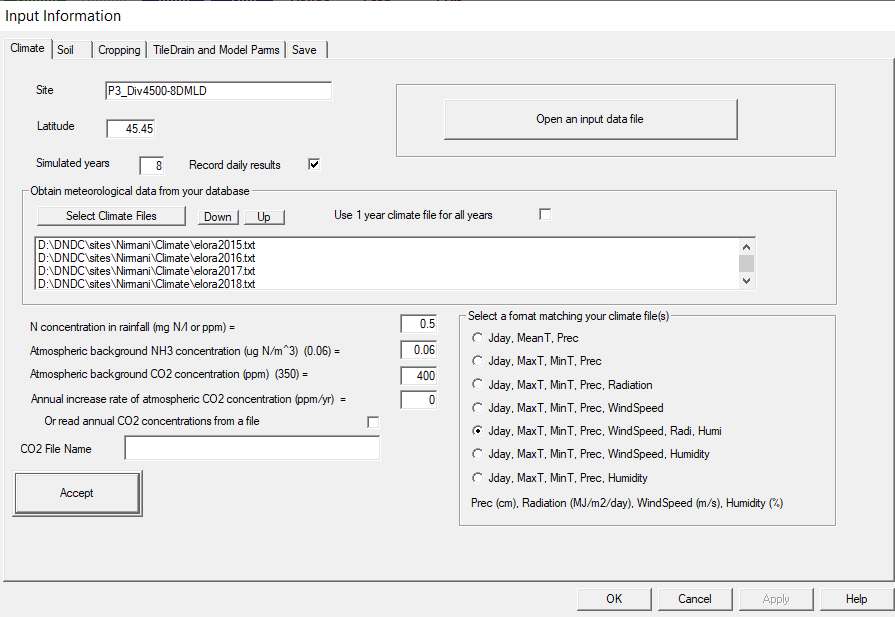 Input Information
Climate Soil Cropping TileDrain and Model Parms Save
Site P3_Div4500-8DMLD
Open an input data file
Latitude 45.45
Simulated years 8 Record daily results
Obtain meteorological data from your database
Select Climate Files Down Up Use 1 year climate file for all years
D:\DNDC\sites\Nirmani\Climate\elora2015.txt
D:\DNDC\sites\Nirmani\Climate\elora2016.txt
D:\DNDC\sites\Nirmani\Climate\elora2017.txt
D:\DNDC\sites\Nirmani\Climate\elora2018.txt
N concentration in rainfall (mg N/l or ppm) = 0.5
Atmospheric background NH3 concentration (ug N/m^3) (0.06) = 0.06
Atmospheric background CO2 concentration (ppm) (350) = 400
Annual increase rate of atmospheric CO2 concentration (ppm/yr) = 0
Or read annual CO2 concentrations from a file
CO2 File Name
Accept
Select a format matching your climate file(s)
Jday, MeanT, Prec
Jday, MaxT, MinT, Prec
Jday, MaxT, MinT, Prec, Radiation
Jday, MaxT, MinT, Prec, WindSpeed
Jday, MaxT, MinT, Prec, WindSpeed, Radi, Humi
Jday, MaxT, MinT, Prec, WindSpeed, Humidity
Jday, MaxT, MinT, Prec, Humidity
Prec (cm), Radiation (MJ/m2/day), WindSpeed (m/s), Humidity (%)
OK Cancel Apply Help